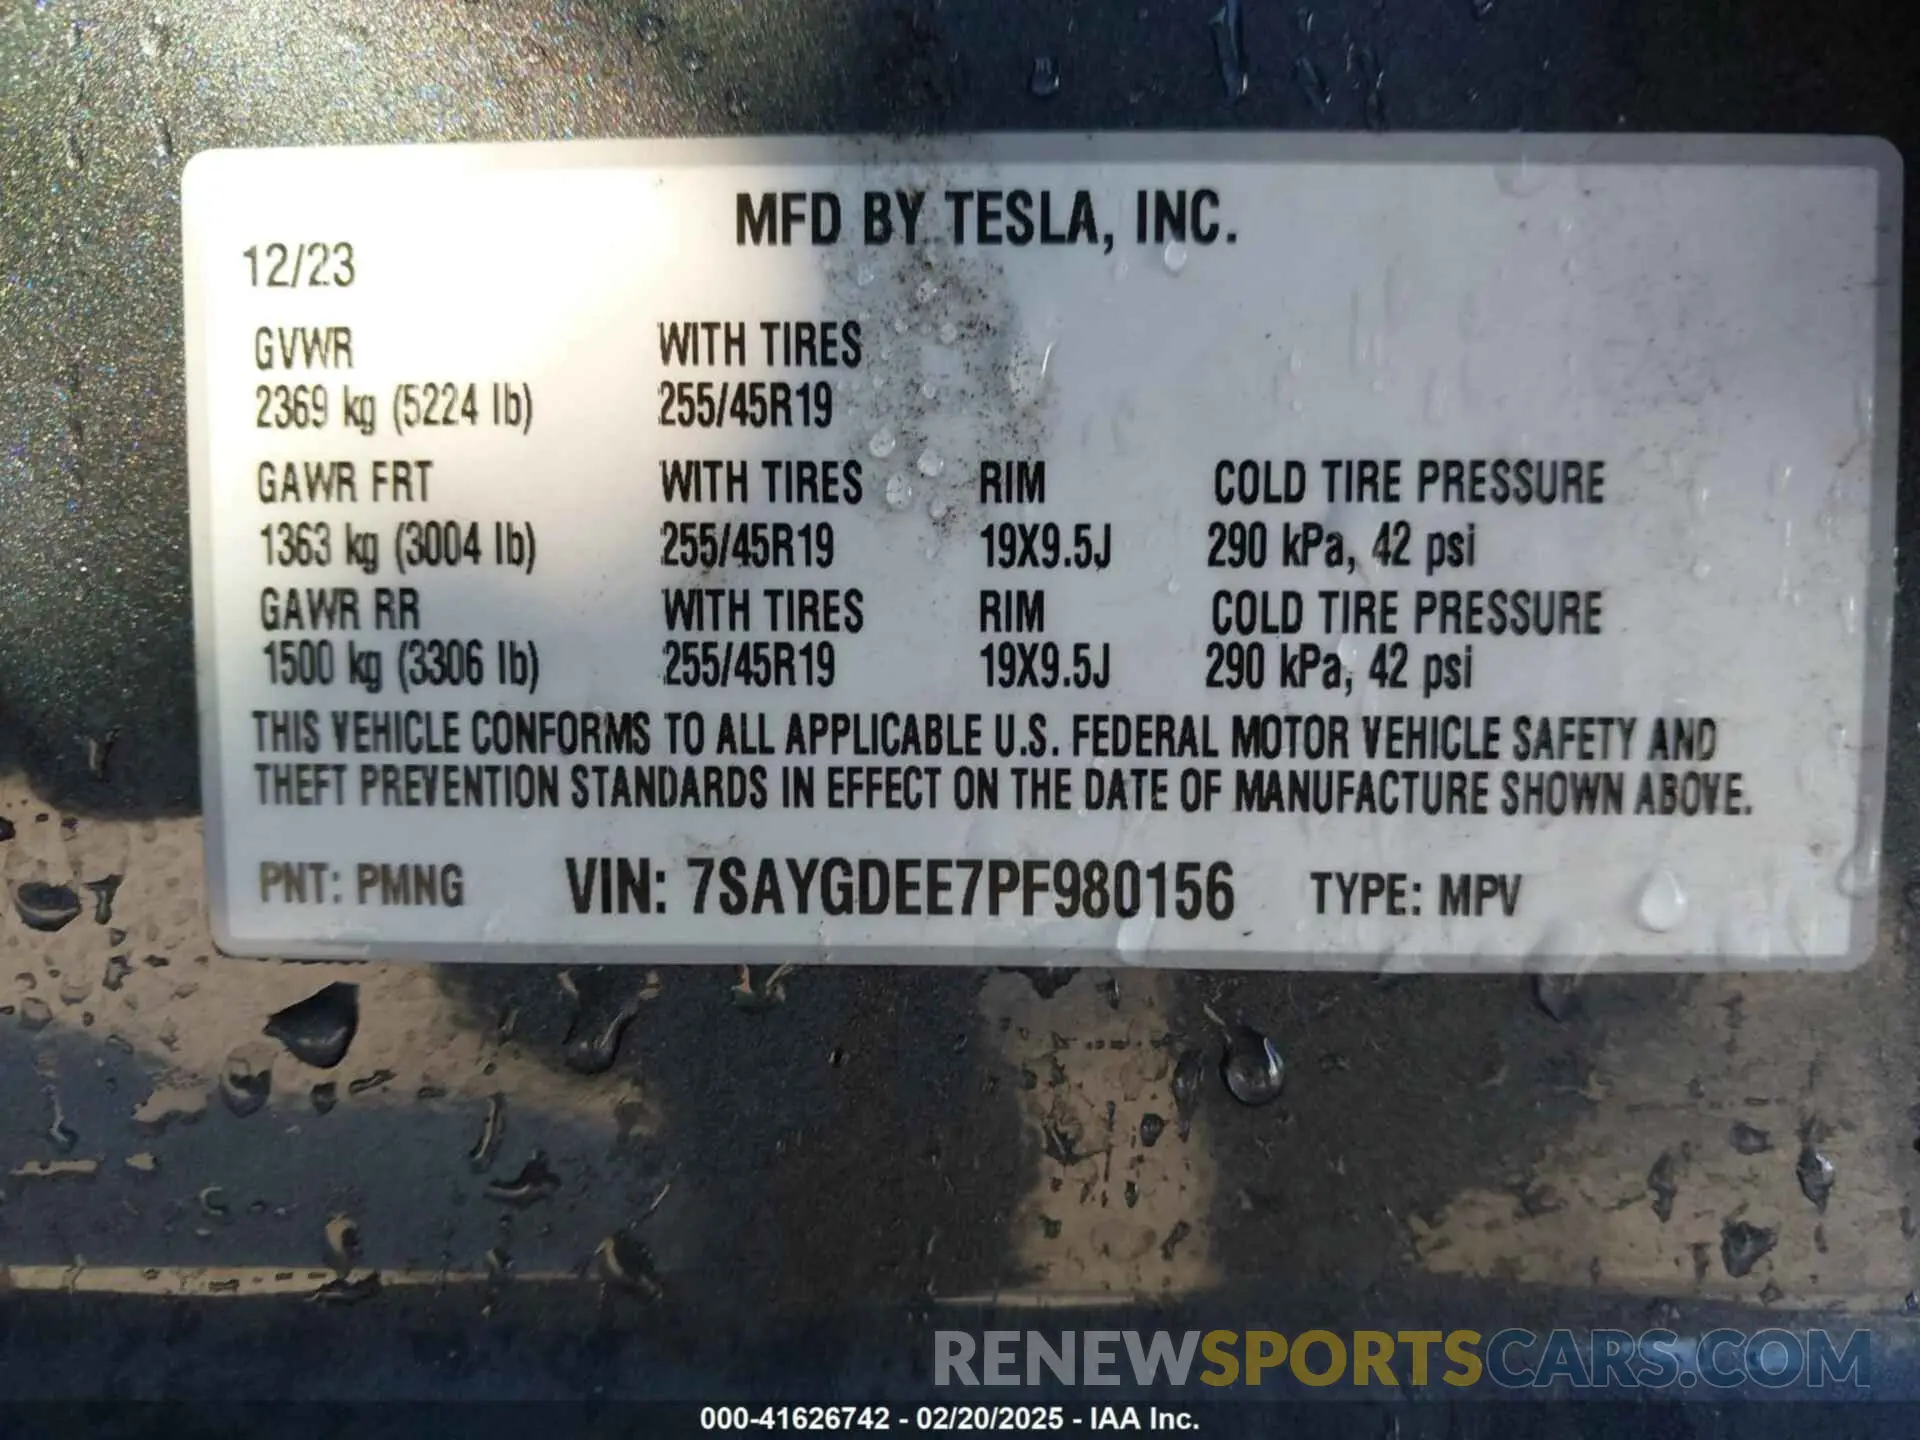 MFD BY TESLA, INC.
12/23
GVWR WITH TIRES
2369 kg (5224 lb) 255/45R19
GAWR FRT WITH TIRES RIM COLD TIRE PRESSURE
1363 kg (3004 lb) 255/45R19 19X9.5J 290 kPa, 42 psi
GAWR RR WITH TIRES RIM COLD TIRE PRESSURE
1500 kg (3306 lb) 255/45R19 19X9.5J 290 kPa, 42 psi
THIS VEHICLE CONFORMS TO ALL APPLICABLE U.S. FEDERAL MOTOR VEHICLE SAFETY AND
THEFT PREVENTION STANDARDS IN EFFECT ON THE DATE OF MANUFACTURE SHOWN ABOVE.
PNT: PMNG VIN: 7SAYGDEE7PF980156 TYPE: MPV
RENEWSPORTSCARS.COM
000-41626742 - 02/20/2025 - IAA Inc.